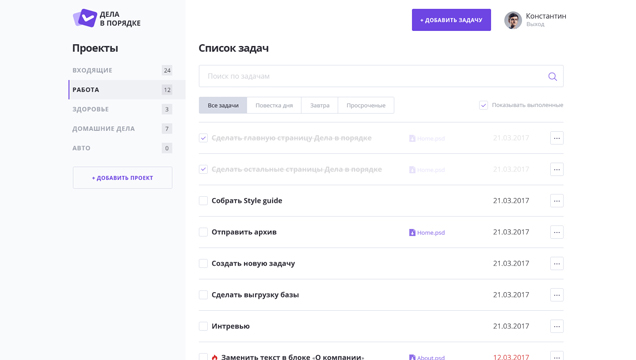 ДЕЛА
В ПОРЯДКЕ
+ ДОБАВИТЬ ЗАДАЧУ
Константин
Выход
Проекты
ВХОДЯЩИЕ 24
РАБОТА 12
ЗДОРОВЬЕ 3
ДОМАШНИЕ ДЕЛА 7
АВТО 0
+ ДОБАВИТЬ ПРОЕКТ
Список задач
Поиск по задачам
Все задачи Повестка дня Завтра Просроченые
Показывать выполненные
Сделать главную страницу Дела в порядке Home.psd 21.03.2017
Сделать остальные страницы Дела в порядке Home.psd 21.03.2017
Собрать Style guide 21.03.2017
Отправить архив Home.psd 21.03.2017
Создать новую задачу 21.03.2017
Сделать выгрузку базы 21.03.2017
Интревью 21.03.2017
Заменить текст в блоке «О компании» About.psd 12.03.2017